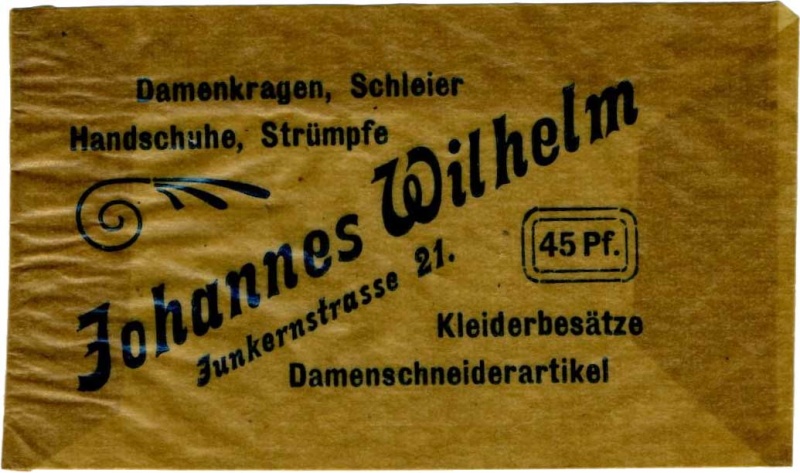 Damenkragen, Schleier
Handschuhe, Strümpfe
Johannes Wilhelm
Junkernstrasse 21.
45 Pf.
Kleiderbesätze
Damenschneiderartikel